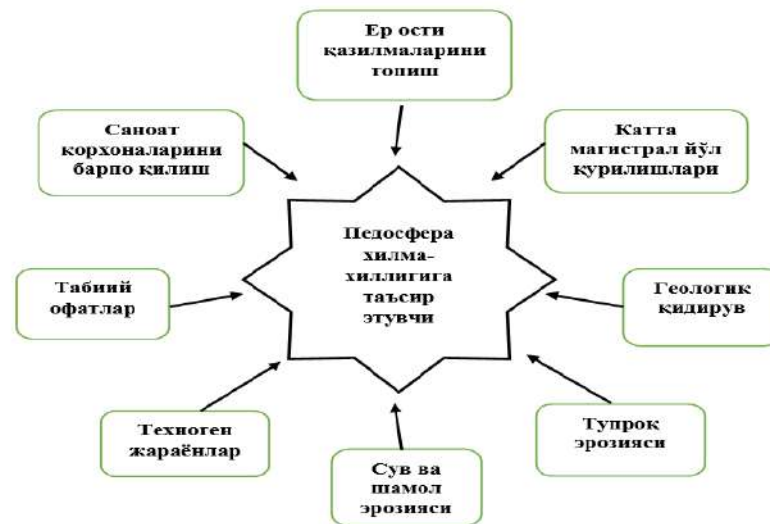 Ер ости
қазилмаларини
топиш
Саноат
қорхоналарини
барпо қилиш
Катта
магистрал йўл
қурилишлари
Педосфера
хилма-
хиллигига
таъсир
этувчи
Табиий
офатлар
Геологик
қидирув
Техноген
жараёнлар
Сув ва
шамол
эрозияси
Тупроқ
эрозияси